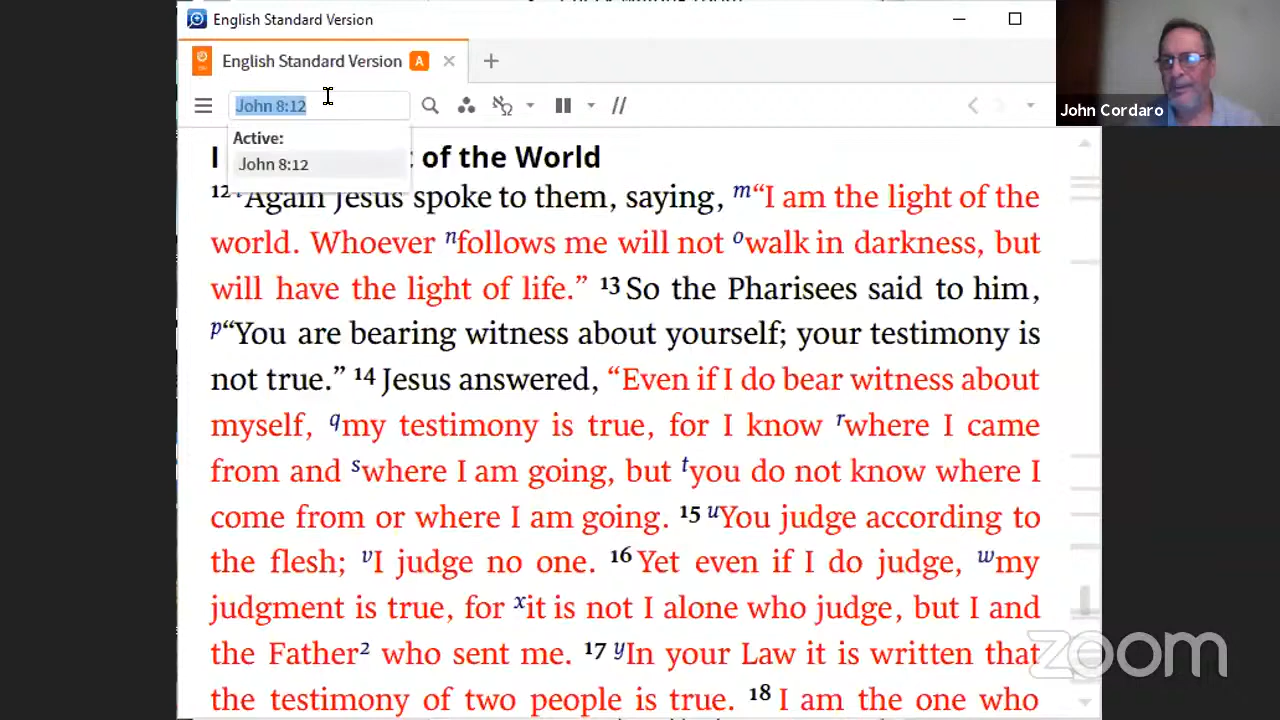 English Standard Version
English Standard Version A
John 8:12
John Cordaro
Active:
John 8:12
I of the World
12 Again Jesus spoke to them, saying, m“I am the light of the
world. Whoever nfollows me will not owalk in darkness, but
will have the light of life.” 13 So the Pharisees said to him,
p“You are bearing witness about yourself; your testimony is
not true.” 14 Jesus answered, “Even if I do bear witness about
myself, qmy testimony is true, for I know rwhere I came
from and swhere I am going, but tyou do not know where I
come from or where I am going. 15 uYou judge according to
the flesh; vI judge no one. 16 Yet even if I do judge, wmy
judgment is true, for xit is not I alone who judge, but I and
the Father2 who sent me. 17 yIn your Law it is written that
the testimony of two people is true. 18 I am the one who
zoom